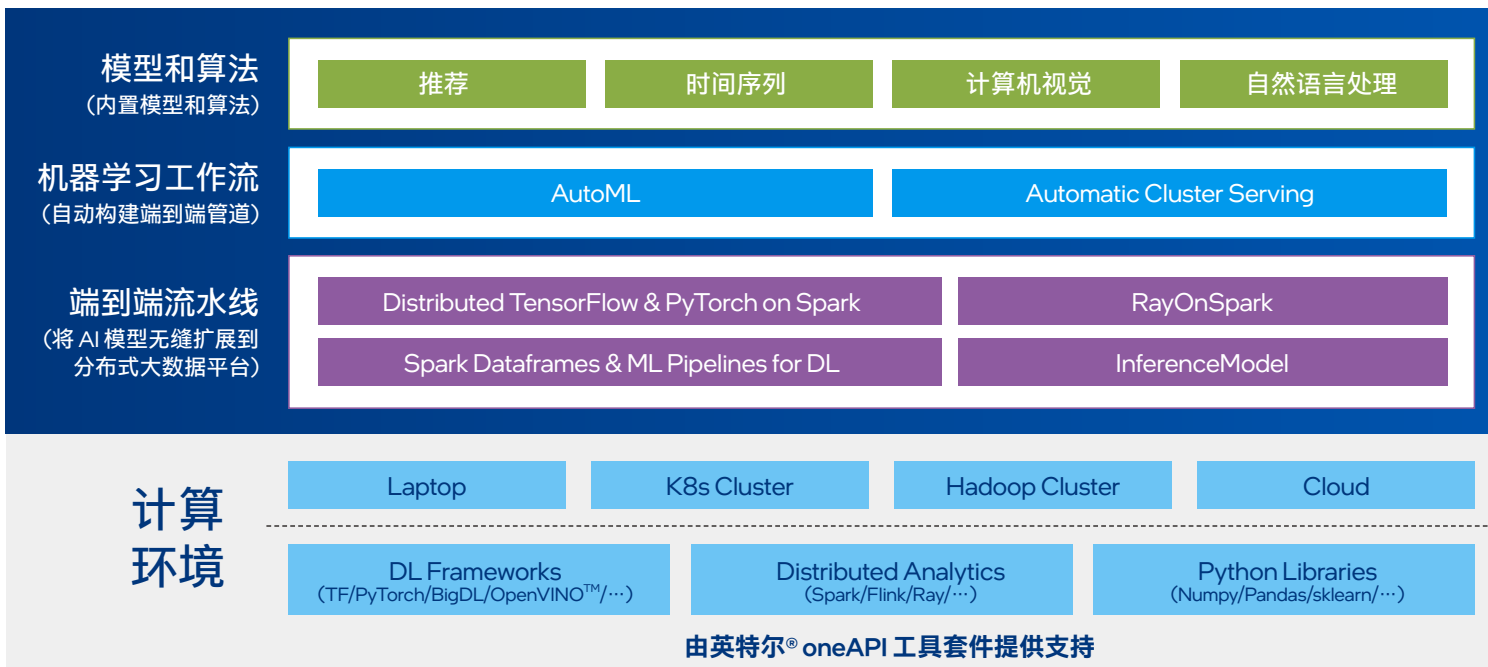 模型和算法
（内置模型和算法）
推荐
时间序列
计算机视觉
自然语言处理
机器学习工作流
（自动构建端到端管道）
AutoML
Automatic Cluster Serving
端到端流水线
（将 AI 模型无缝扩展到
分布式大数据平台）
Distributed TensorFlow & PyTorch on Spark
RayOnSpark
Spark Dataframes & ML Pipelines for DL
InferenceModel
计算
环境
Laptop
K8s Cluster
Hadoop Cluster
Cloud
DL Frameworks
（TF/PyTorch/BigDL/OpenVINO™/…）
Distributed Analytics
（Spark/Flink/Ray/…）
Python Libraries
（Numpy/Pandas/sklearn/…）
由英特尔® oneAPI 工具套件提供支持